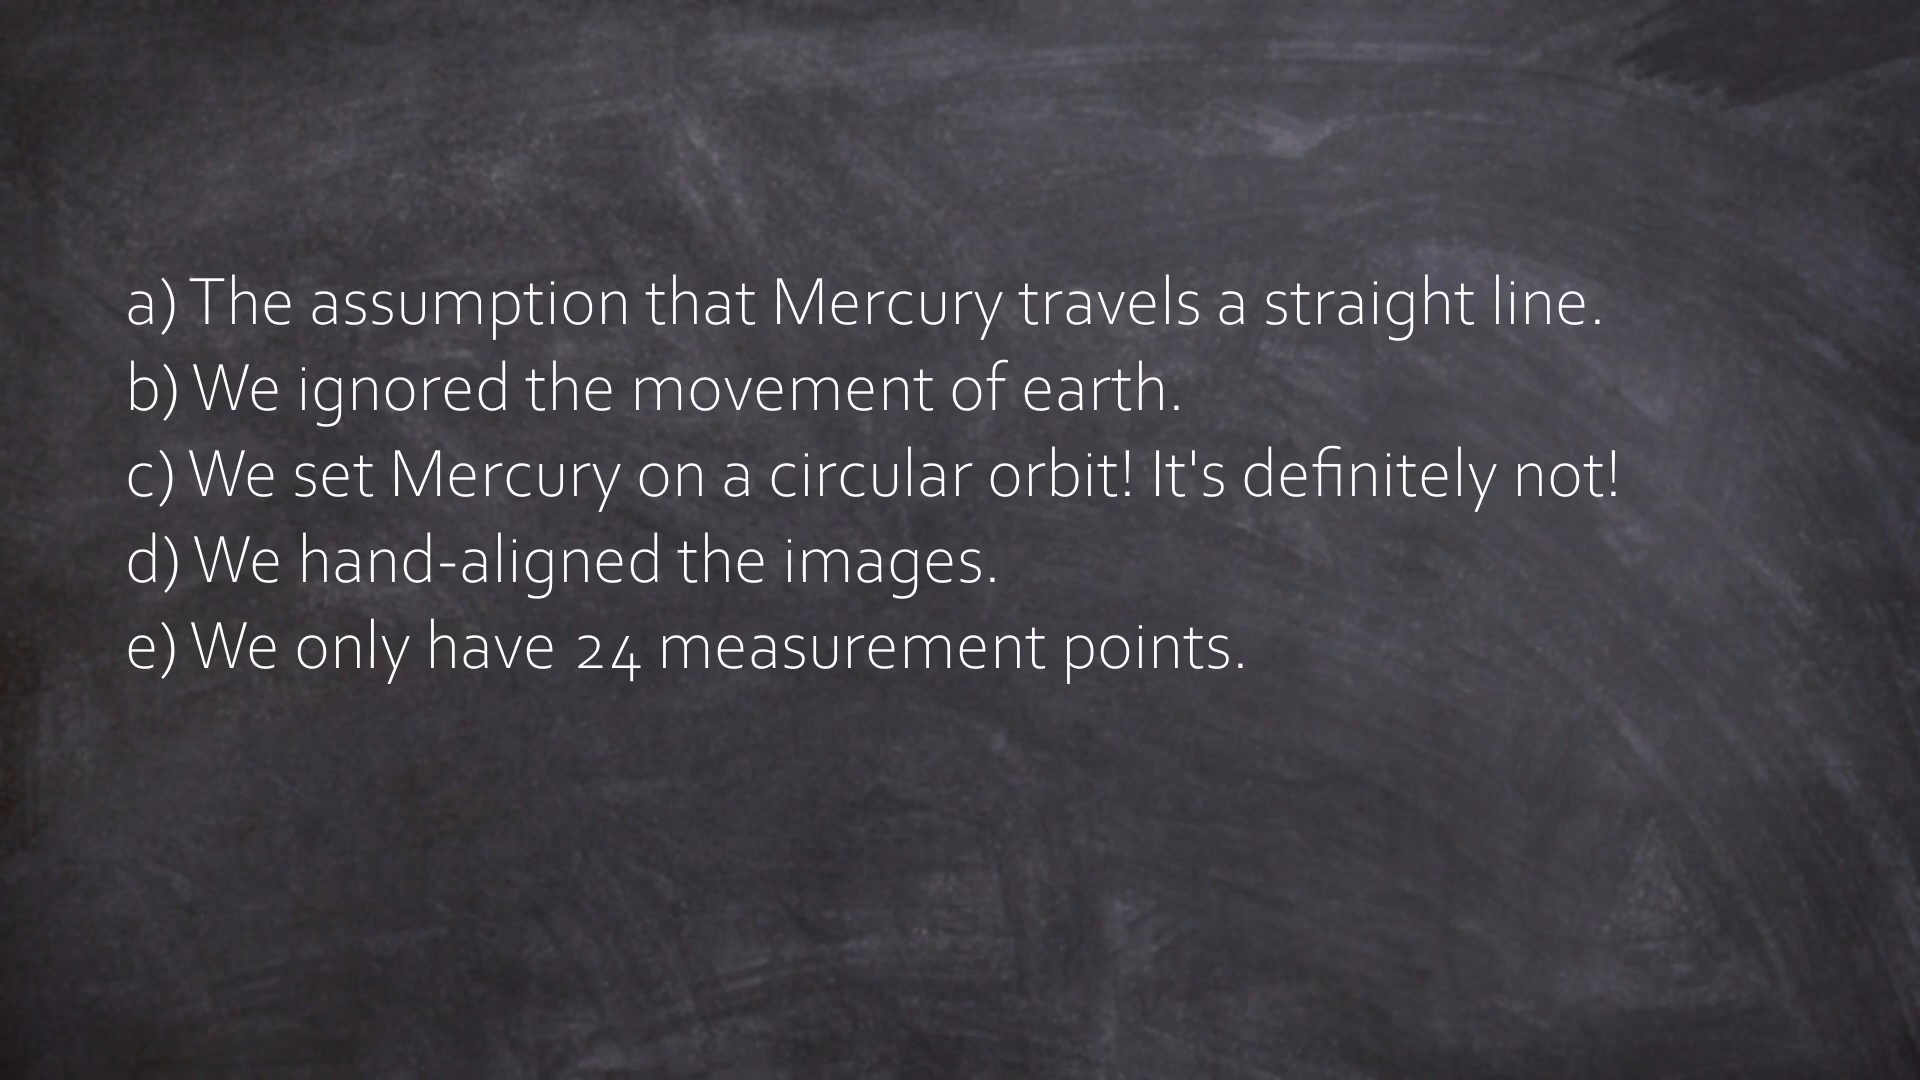 a) The assumption that Mercury travels a straight line.
b) We ignored the movement of earth.
c) We set Mercury on a circular orbit! It's definitely not!
d) We hand-aligned the images.
e) We only have 24 measurement points.